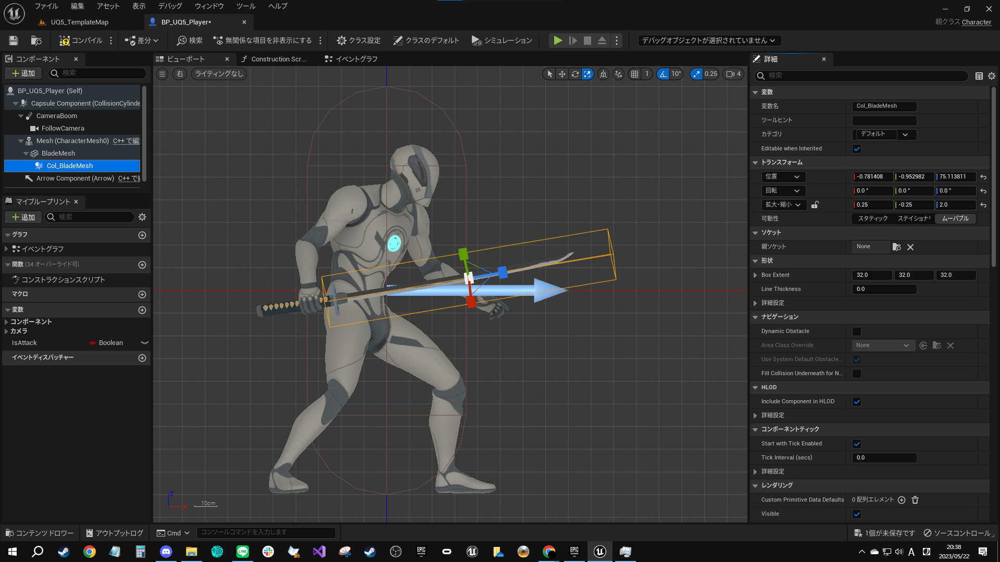 ファイル 編集 アセット 表示 デバッグ ウィンドウ ツール ヘルプ
UQ5_TemplateMap
BP_UQ5_Player*
親クラス Character
コンパイル
差分
検索
無関係な項目を非表示にする
クラス設定
クラスのデフォルト
シミュレーション
デバッグオブジェクトが選択されていません
コンポーネント
追加
検索
BP_UQ5_Player (Self)
Capsule Component (CollisionCylinde
CameraBoom
FollowCamera
Mesh (CharacterMesh0) C++ で編
BladeMesh
Col_BladeMesh
Arrow Component (Arrow) C++ で
マイブループリント
追加
検索
グラフ
イベントグラフ
関数 (34 オーバーライド可)
コンストラクションスクリプト
マクロ
変数
コンポーネント
カメラ
IsAttack Boolean
イベントディスパッチャー
ビューポート
Construction Scr...
イベントグラフ
右
ライティングなし
1
10°
0.25
4
Z
X
10cm
詳細
検索
変数
変数名 Col_BladeMesh
ツールヒント
カテゴリ デフォルト
Editable when Inherited
トランスフォーム
位置 -0.781408 -0.952982 75.113811
回転 0.0 ° 0.0 ° 0.0 °
拡大・縮小 0.25 -0.25 2.0
可動性 スタティック ステイショナリ ムーバブル
ソケット
親ソケット None
形状
Box Extent 32.0 32.0 32.0
Line Thickness 0.0
詳細設定
ナビゲーション
Dynamic Obstacle
Area Class Override None
Use System Default Obstacle...
Fill Collision Underneath for N...
HLOD
Include Component in HLOD
詳細設定
コンポーネントティック
Start with Tick Enabled
Tick Interval (secs) 0.0
詳細設定
レンダリング
Custom Primitive Data Defaults 0 配列エレメント
Visible
コンテンツ ドロワー
アウトプットログ
Cmd
コンソールコマンドを入力します
1個が未保存です
ソースコントロール
LINE
EPIC GAMES
EPIC GAMES
A
20:38
2023/05/22